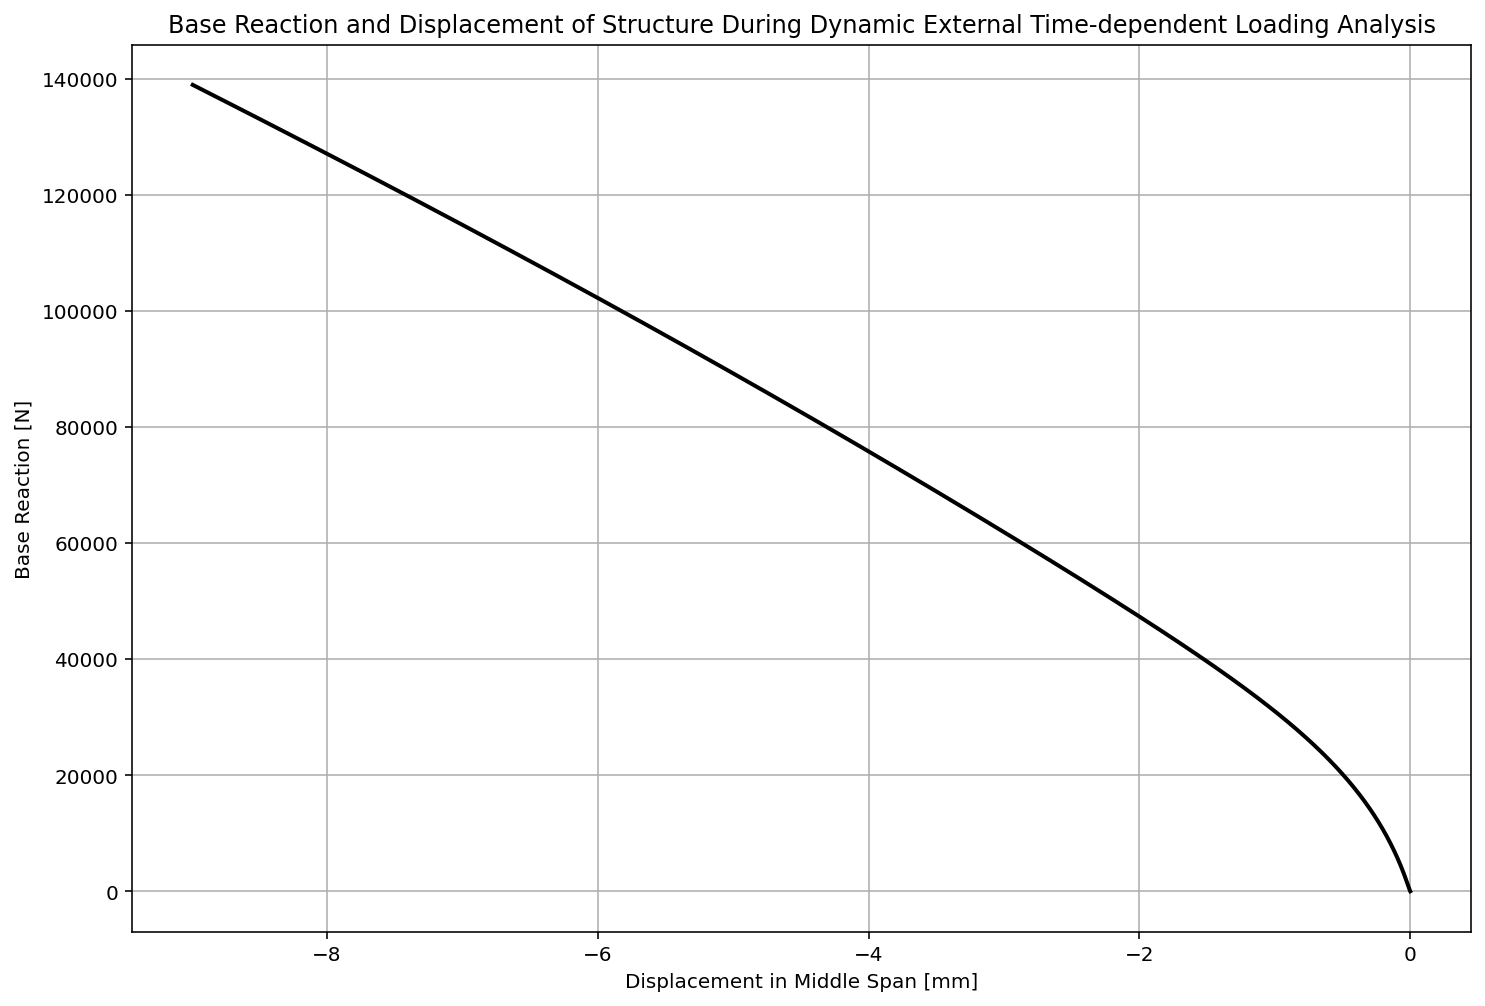 Base Reaction and Displacement of Structure During Dynamic External Time-dependent Loading Analysis
140000
120000
100000
80000
60000
40000
20000
0
Base Reaction [N]
−8 −6 −4 −2 0
Displacement in Middle Span [mm]